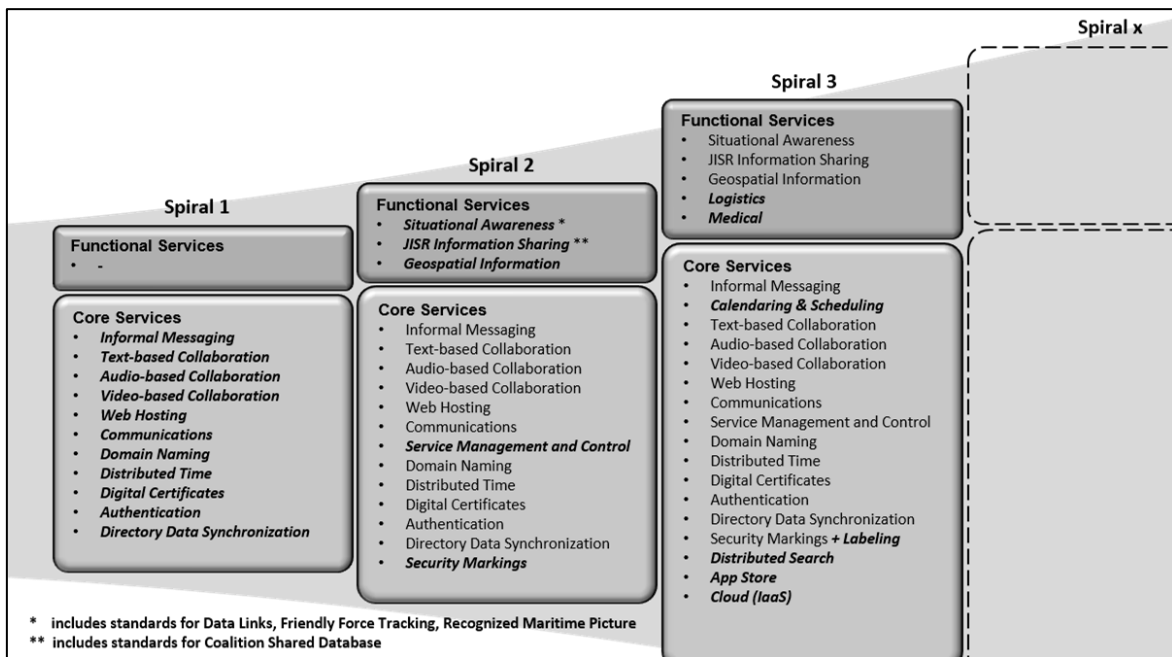 Spiral 1
Functional Services
• -
Core Services
• Informal Messaging
• Text-based Collaboration
• Audio-based Collaboration
• Video-based Collaboration
• Web Hosting
• Communications
• Domain Naming
• Distributed Time
• Digital Certificates
• Authentication
• Directory Data Synchronization
Spiral 2
Functional Services
• Situational Awareness *
• JISR Information Sharing **
• Geospatial Information
Core Services
• Informal Messaging
• Text-based Collaboration
• Audio-based Collaboration
• Video-based Collaboration
• Web Hosting
• Communications
• Service Management and Control
• Domain Naming
• Distributed Time
• Digital Certificates
• Authentication
• Directory Data Synchronization
• Security Markings
Spiral 3
Functional Services
• Situational Awareness
• JISR Information Sharing
• Geospatial Information
• Logistics
• Medical
Core Services
• Informal Messaging
• Calendaring & Scheduling
• Text-based Collaboration
• Audio-based Collaboration
• Video-based Collaboration
• Web Hosting
• Communications
• Service Management and Control
• Domain Naming
• Distributed Time
• Digital Certificates
• Authentication
• Directory Data Synchronization
• Security Markings + Labeling
• Distributed Search
• App Store
• Cloud (IaaS)
Spiral x
* includes standards for Data Links, Friendly Force Tracking, Recognized Maritime Picture
** includes standards for Coalition Shared Database